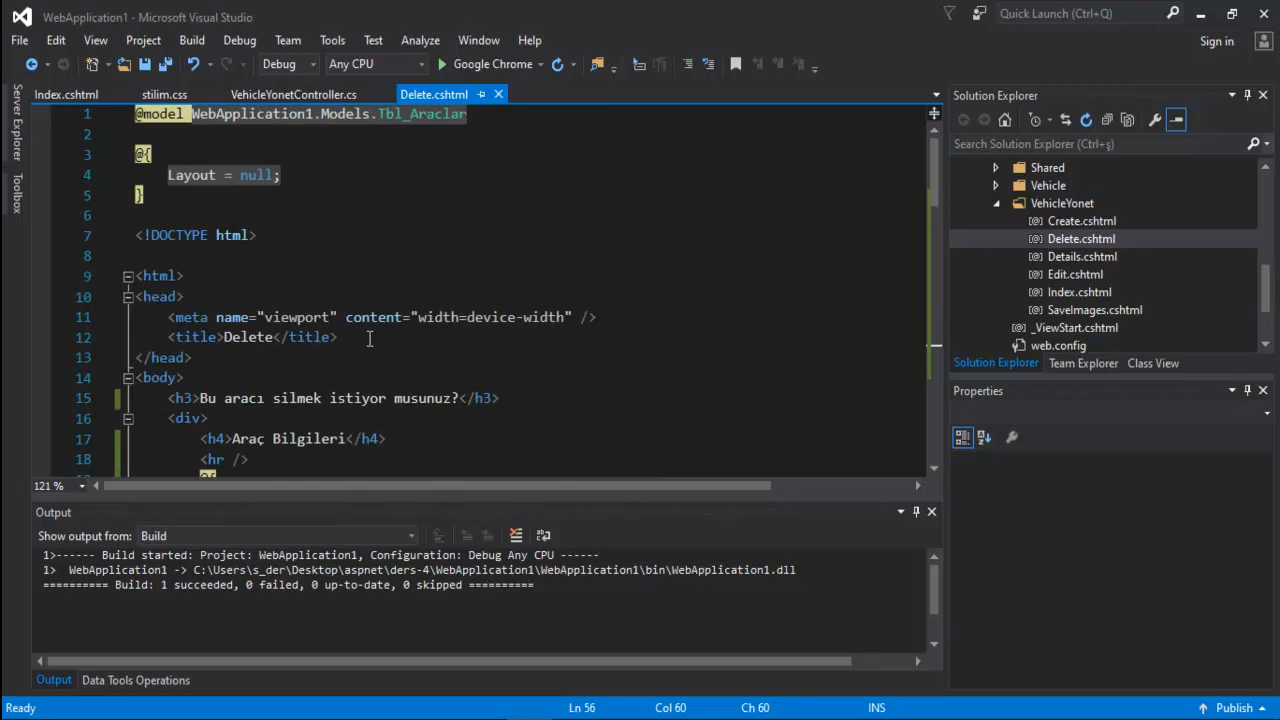 WebApplication1 - Microsoft Visual Studio
Quick Launch (Ctrl+Q)
File Edit View Project Build Debug Team Tools Test Analyze Window Help
Sign in
Debug Any CPU Google Chrome
Server Explorer
Toolbox
Index.cshtml stilim.css VehicleYonetController.cs Delete.cshtml
1 @model WebApplication1.Models.Tbl_Araclar
2
3 @{
4 Layout = null;
5 }
6
7 <!DOCTYPE html>
8
9 <html>
10 <head>
11 <meta name="viewport" content="width=device-width" />
12 <title>Delete</title>
13 </head>
14 <body>
15 <h3>Bu aracı silmek istiyor musunuz?</h3>
16 <div>
17 <h4>Araç Bilgileri</h4>
18 <hr />
121 %
Output
Show output from: Build
1>------ Build started: Project: WebApplication1, Configuration: Debug Any CPU ------
1> WebApplication1 -> C:\Users\s_der\Desktop\aspnet\ders-4\WebApplication1\WebApplication1\bin\WebApplication1.dll
========== Build: 1 succeeded, 0 failed, 0 up-to-date, 0 skipped ==========
Output Data Tools Operations
Solution Explorer
Search Solution Explorer (Ctrl+ş)
Shared
Vehicle
VehicleYonet
Create.cshtml
Delete.cshtml
Details.cshtml
Edit.cshtml
Index.cshtml
SaveImages.cshtml
_ViewStart.cshtml
web.config
Solution Explorer Team Explorer Class View
Properties
Ready Ln 56 Col 60 Ch 60 INS Publish